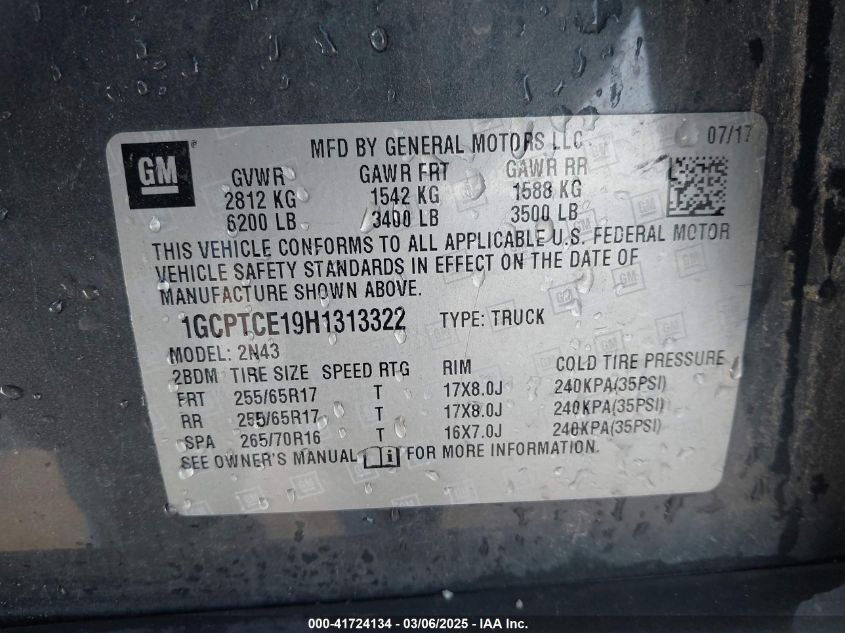 GM
MFD BY GENERAL MOTORS LLC 07/17
GVWR GAWR FRT GAWR RR
2812 KG 1542 KG 1588 KG
6200 LB 3400 LB 3500 LB
THIS VEHICLE CONFORMS TO ALL APPLICABLE U.S. FEDERAL MOTOR
VEHICLE SAFETY STANDARDS IN EFFECT ON THE DATE OF
MANUFACTURE SHOWN ABOVE.
1GCPTCE19H1313322 TYPE: TRUCK
MODEL: 2N43
2BDM TIRE SIZE SPEED RTG RIM COLD TIRE PRESSURE
FRT 255/65R17 T 17X8.0J 240KPA(35PSI)
RR 255/65R17 T 17X8.0J 240KPA(35PSI)
SPA 265/70R16 T 16X7.0J 240KPA(35PSI)
SEE OWNER'S MANUAL FOR MORE INFORMATION.
000-41724134 — 03/06/2025 - IAA Inc.